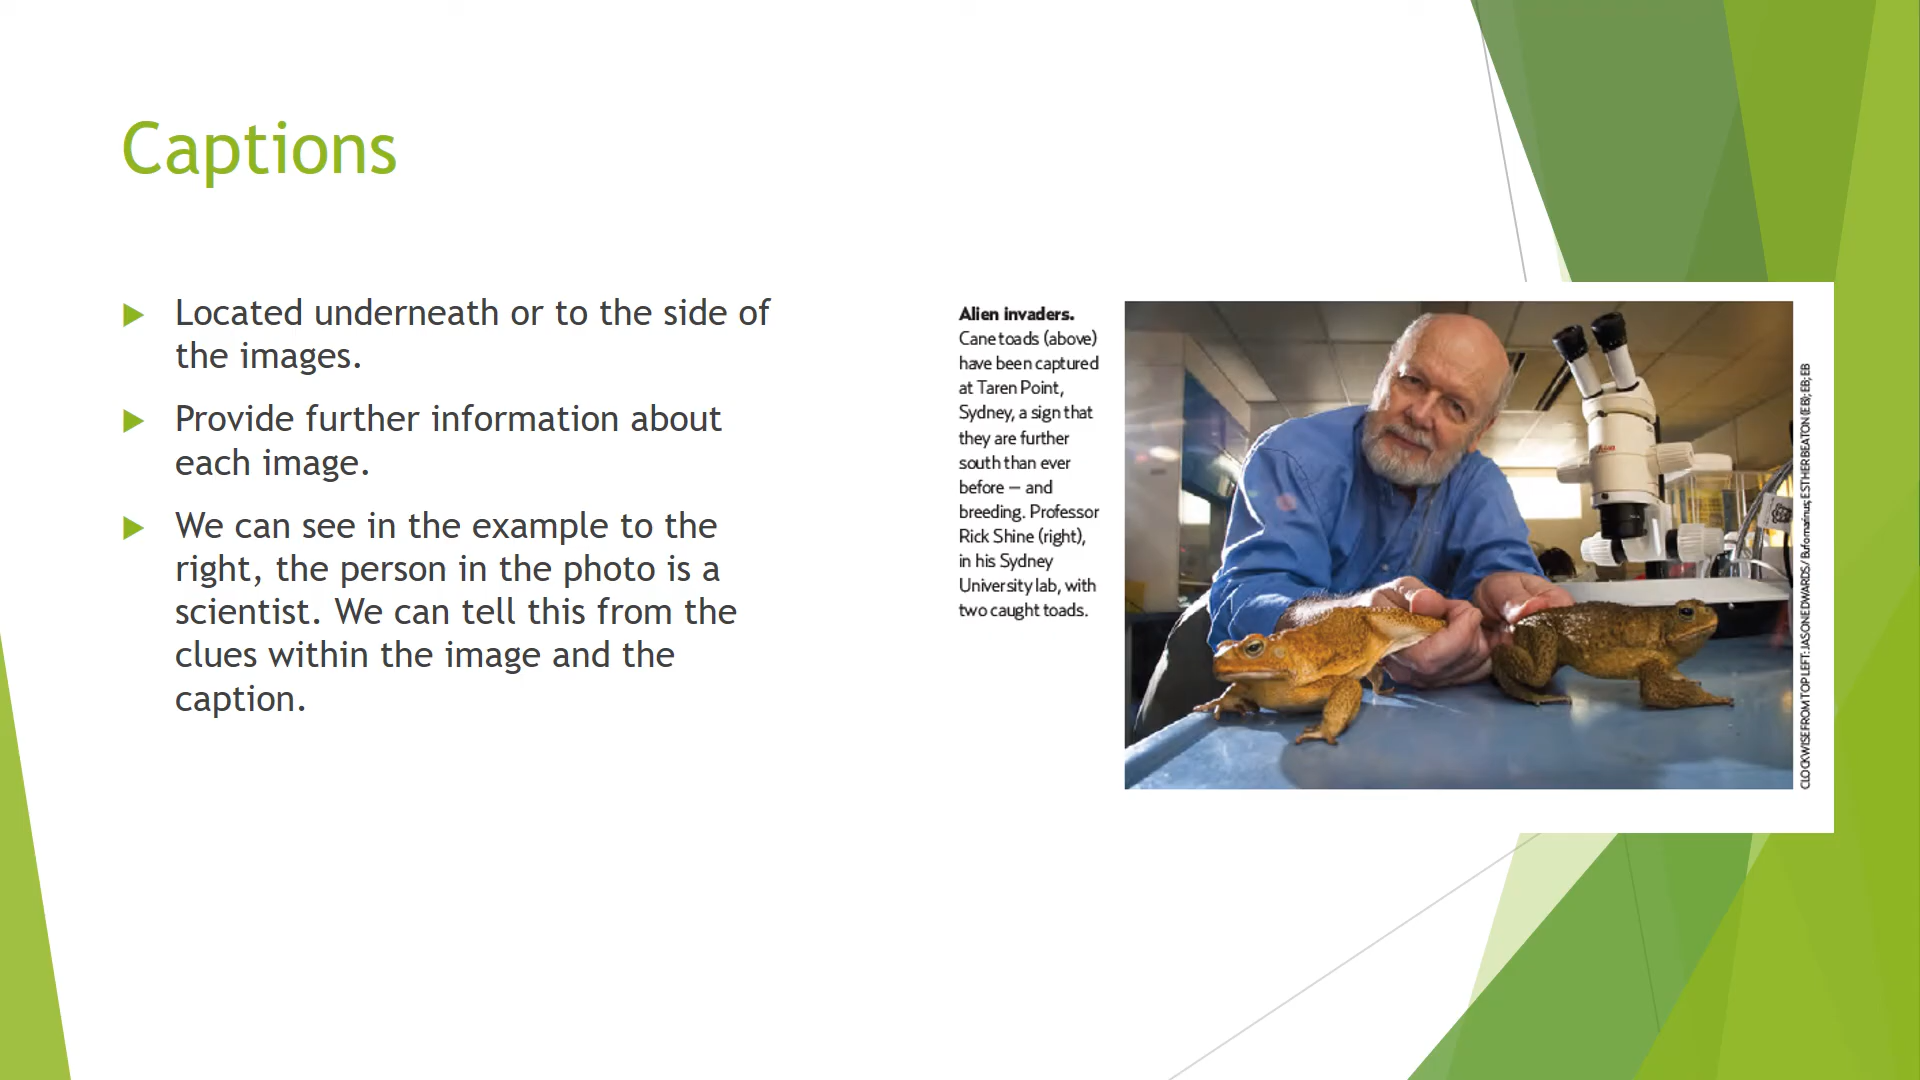 Captions
Located underneath or to the side of
the images.
Provide further information about
each image.
We can see in the example to the
right, the person in the photo is a
scientist. We can tell this from the
clues within the image and the
caption.
Alien invaders.
Cane toads (above)
have been captured
at Taren Point,
Sydney, a sign that
they are further
south than ever
before — and
breeding. Professor
Rick Shine (right),
in his Sydney
University lab, with
two caught toads.
CLOCKWISE FROM TOP LEFT: JASON EDWARDS/ Bufo marinus; ESTHER BEATON (EB); EB; EB